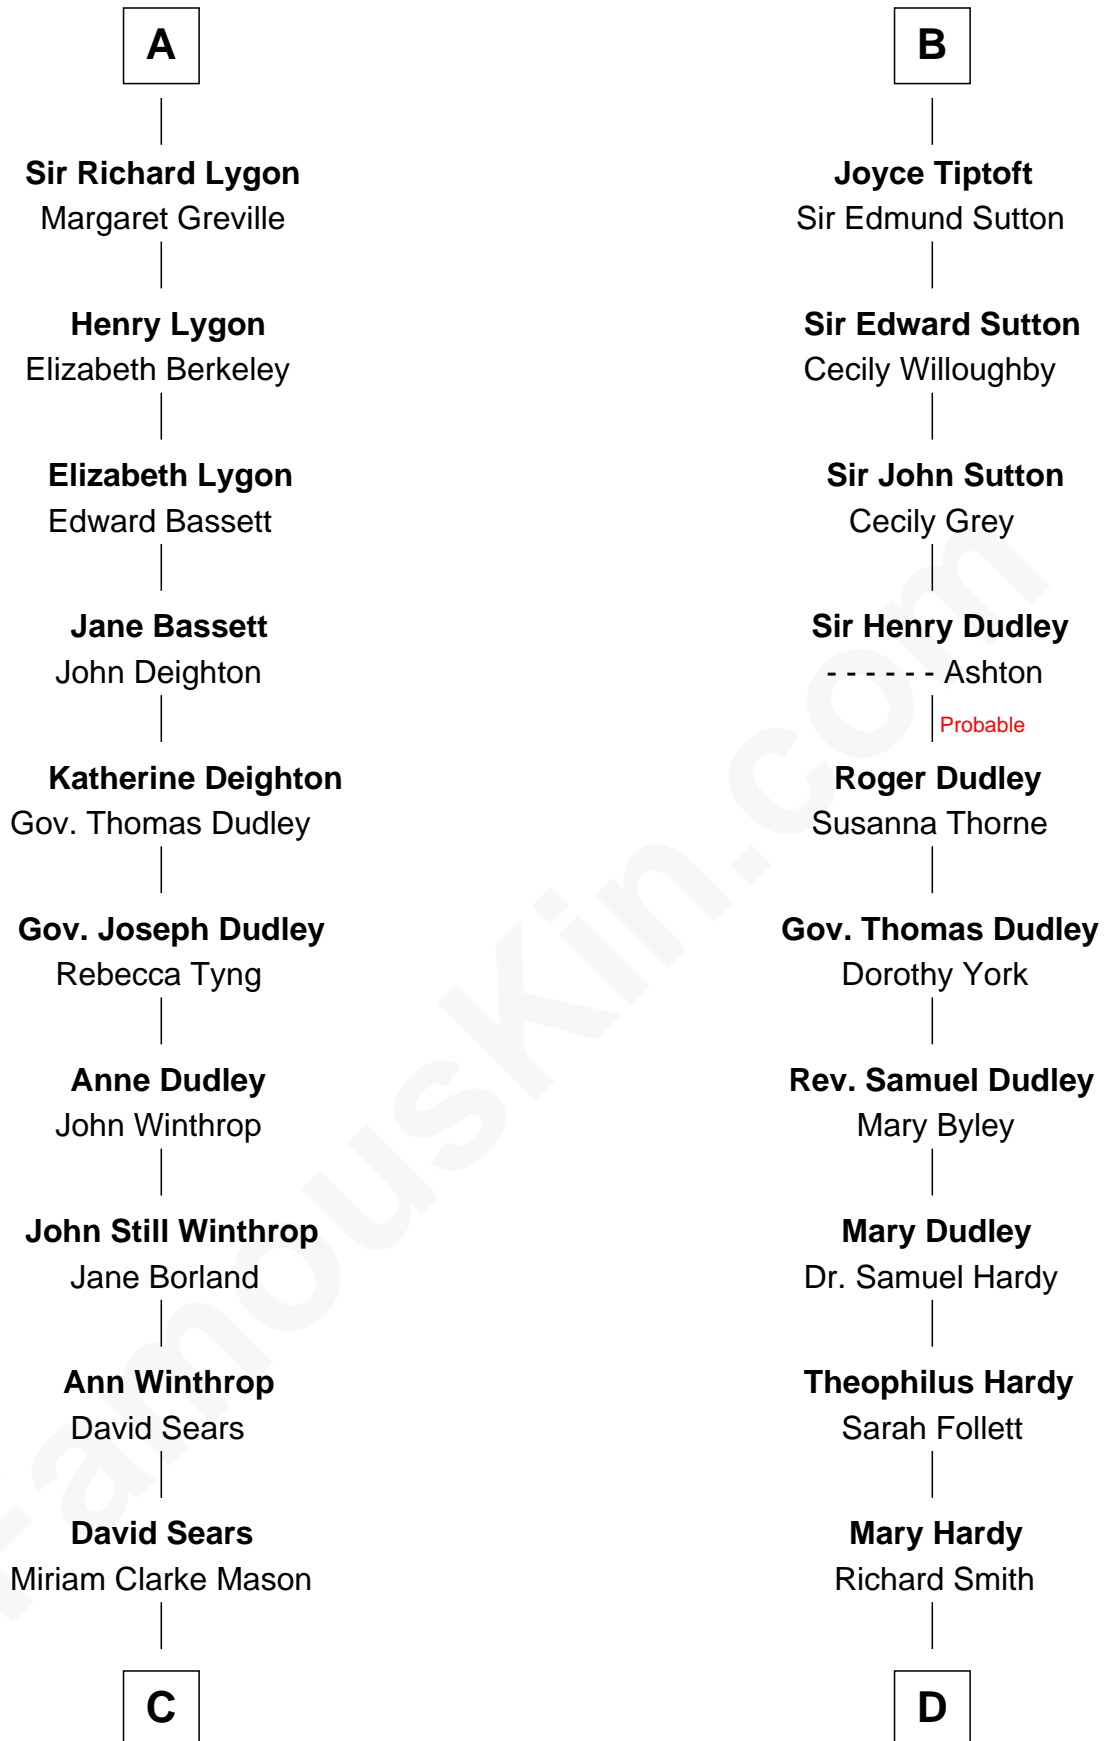 A
Sir Richard Lygon
Margaret Greville
Henry Lygon
Elizabeth Berkeley
Elizabeth Lygon
Edward Bassett
Jane Bassett
John Deighton
Katherine Deighton
Gov. Thomas Dudley
Gov. Joseph Dudley
Rebecca Tyng
Anne Dudley
John Winthrop
John Still Winthrop
Jane Borland
Ann Winthrop
David Sears
David Sears
Miriam Clarke Mason
C
B
Joyce Tiptoft
Sir Edmund Sutton
Sir Edward Sutton
Cecily Willoughby
Sir John Sutton
Cecily Grey
Sir Henry Dudley
- - - - - - Ashton
Probable
Roger Dudley
Susanna Thorne
Gov. Thomas Dudley
Dorothy York
Rev. Samuel Dudley
Mary Byley
Mary Dudley
Dr. Samuel Hardy
Theophilus Hardy
Sarah Follett
Mary Hardy
Richard Smith
D
FamousKin.com